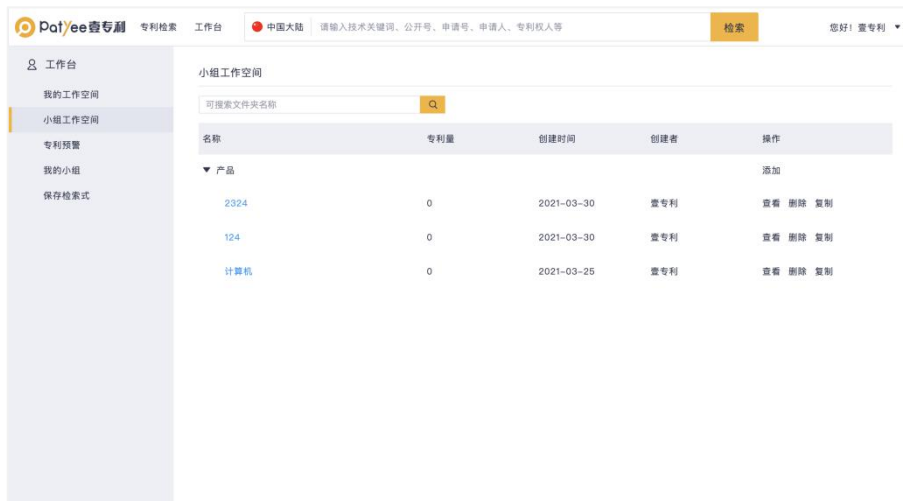 PatYee壹专利 专利检索 工作台 中国大陆 请输入技术关键词、公开号、申请号、申请人、专利权人等 检索 您好！壹专利
工作台
我的工作空间
小组工作空间
专利预警
我的小组
保存检索式
小组工作空间
可搜索文件夹名称
名称 专利量 创建时间 创建者 操作
产品 添加
2324 0 2021-03-30 壹专利 查看 删除 复制
124 0 2021-03-30 壹专利 查看 删除 复制
计算机 0 2021-03-25 壹专利 查看 删除 复制